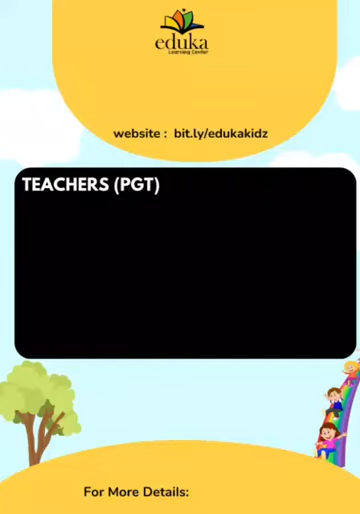 eduka
Learning Center
website : bit.ly/edukakidz
TEACHERS (PGT)
For More Details: